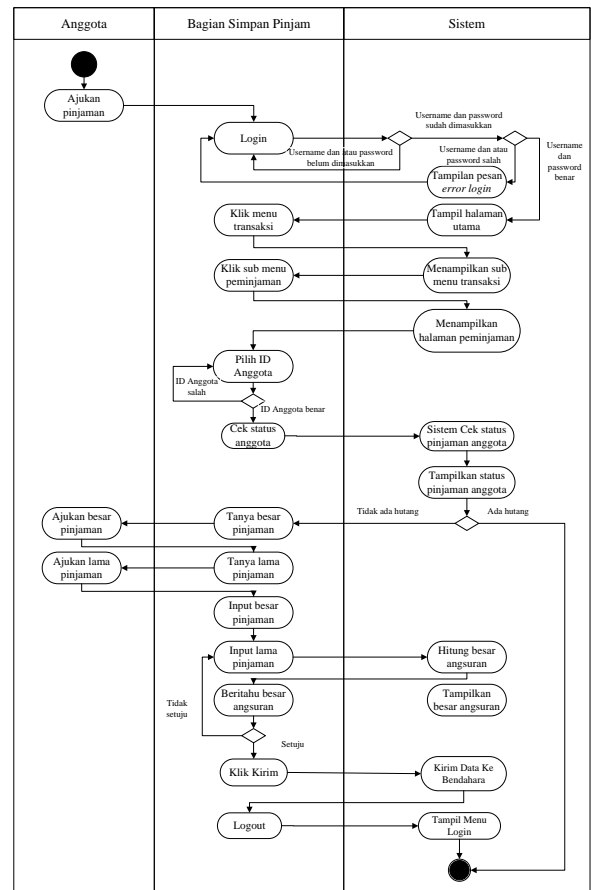 Anggota
Bagian Simpan Pinjam
Sistem
Ajukan
pinjaman
Login
Username dan password
sudah dimasukkan
Username dan atau password
belum dimasukkan
Username dan atau
password salah
Username
dan
password
benar
Tampilan pesan
error login
Klik menu
transaksi
Tampil halaman
utama
Klik sub menu
peminjaman
Menampilkan sub
menu transaksi
Menampilkan
halaman peminjaman
Pilih ID
Anggota
ID Anggota
salah
ID Anggota benar
Cek status
anggota
Sistem Cek status
pinjaman anggota
Tampilkan status
pinjaman anggota
Tidak ada hutang
Ada hutang
Ajukan besar
pinjaman
Tanya besar
pinjaman
Ajukan lama
pinjaman
Tanya lama
pinjaman
Input besar
pinjaman
Input lama
pinjaman
Hitung besar
angsuran
Tidak
setuju
Beritahu besar
angsuran
Tampilkan
besar angsuran
Setuju
Klik Kirim
Kirim Data Ke
Bendahara
Logout
Tampil Menu
Login